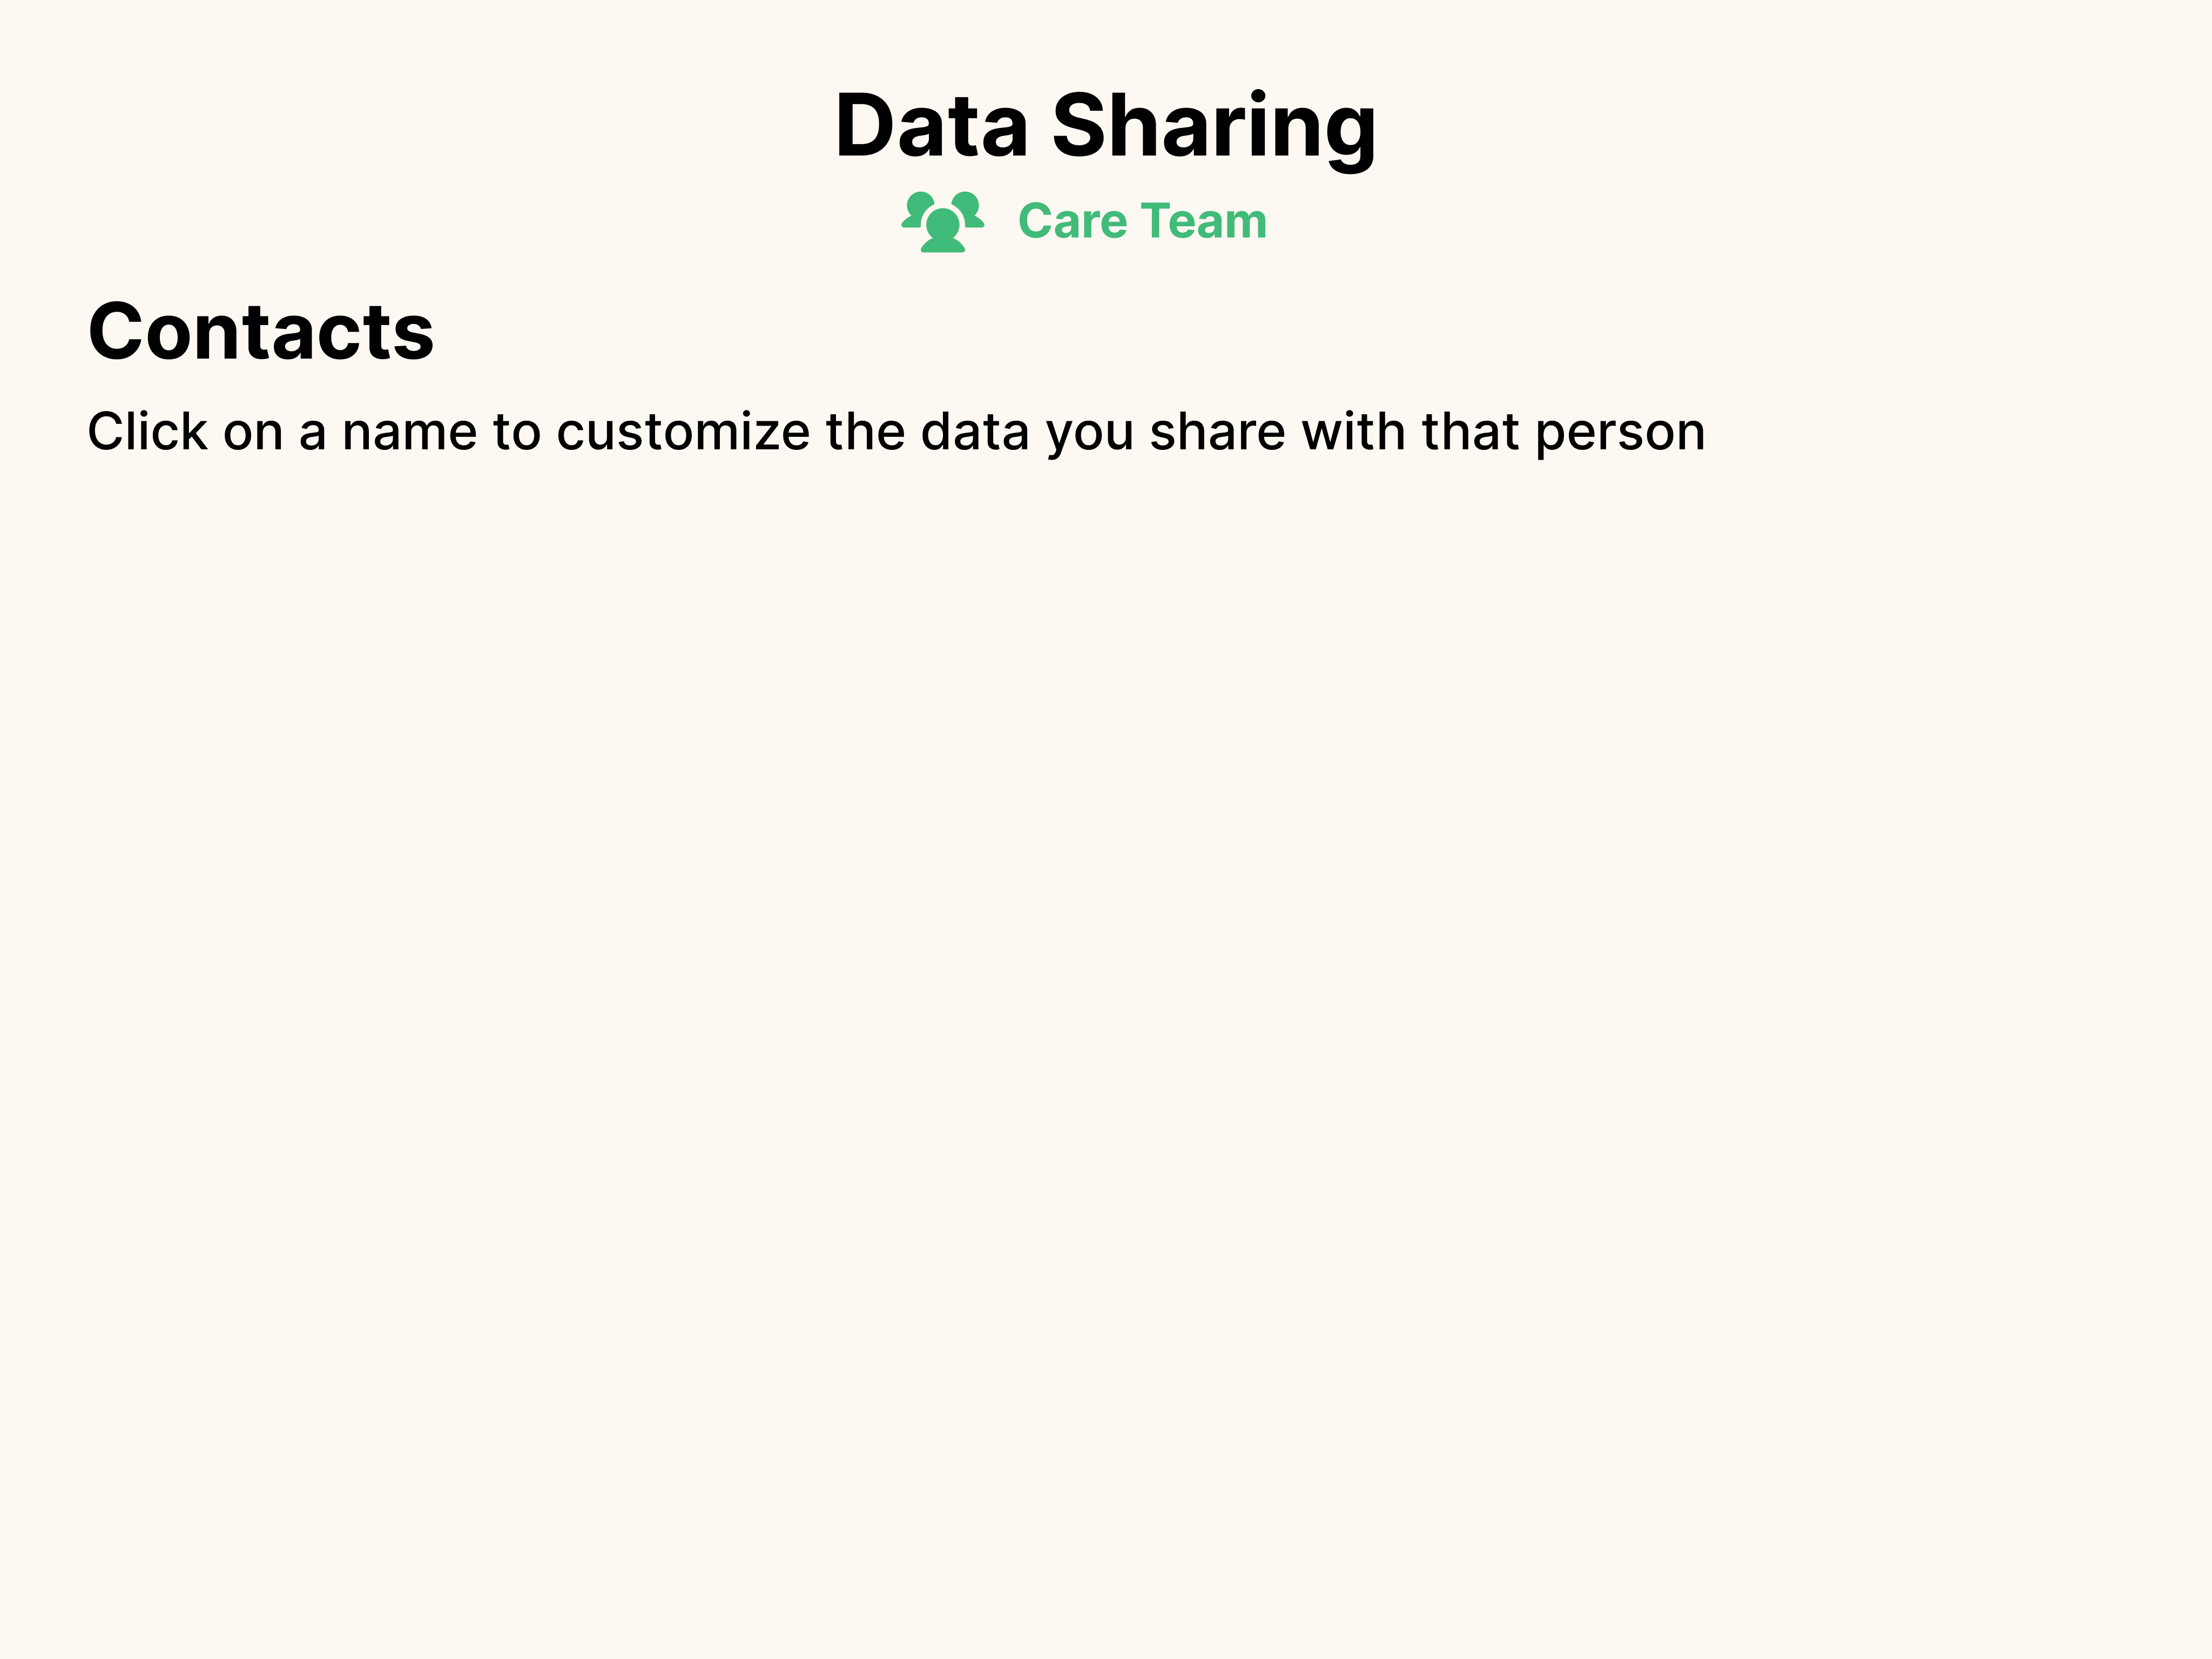 Data Sharing
Care Team
Contacts
Click on a name to customize the data you share with that person